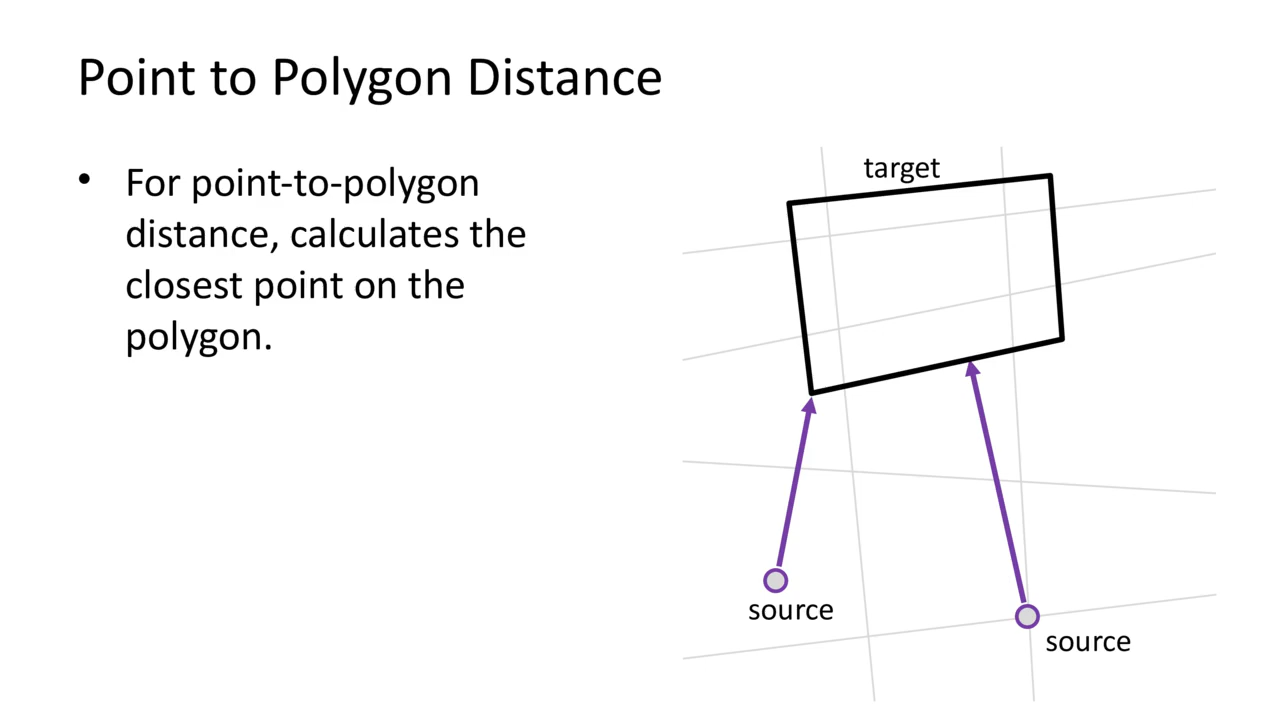 Point to Polygon Distance
• For point-to-polygon
distance, calculates the
closest point on the
polygon.
target
source
source